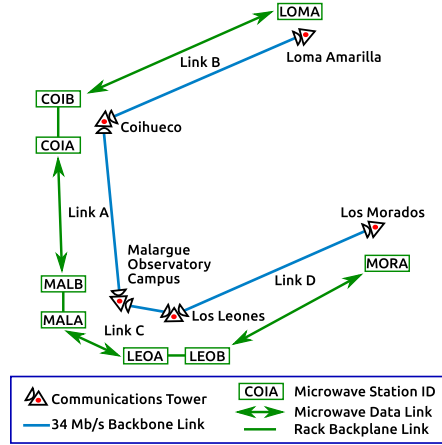 LOMA
Link B
Loma Amarilla
COIB
Coihueco
COIA
Link A
Los Morados
Malargue
Observatory
Campus
MORA
MALB
Link D
MALA
Link C
Los Leones
LEOA
LEOB
Communications Tower
34 Mb/s Backbone Link
COIA Microwave Station ID
Microwave Data Link
Rack Backplane Link